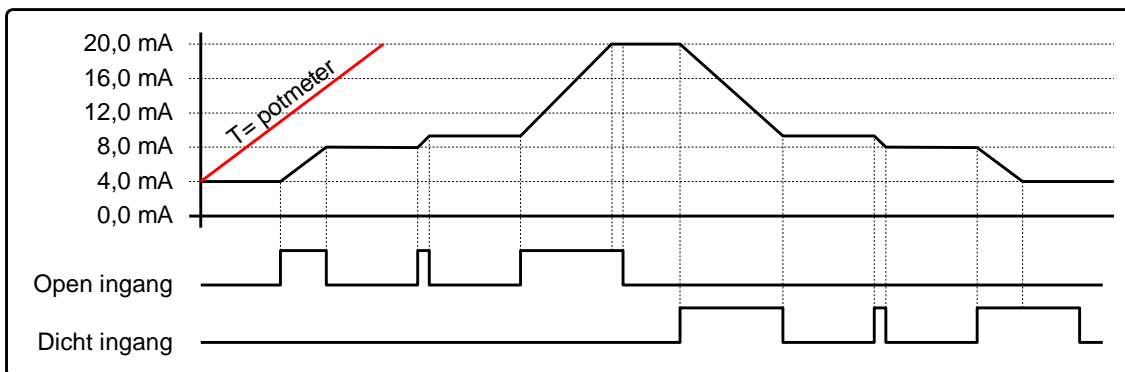 20,0 mA
16,0 mA
12,0 mA
8,0 mA
4,0 mA
0,0 mA
T= potmeter
Open ingang
Dicht ingang